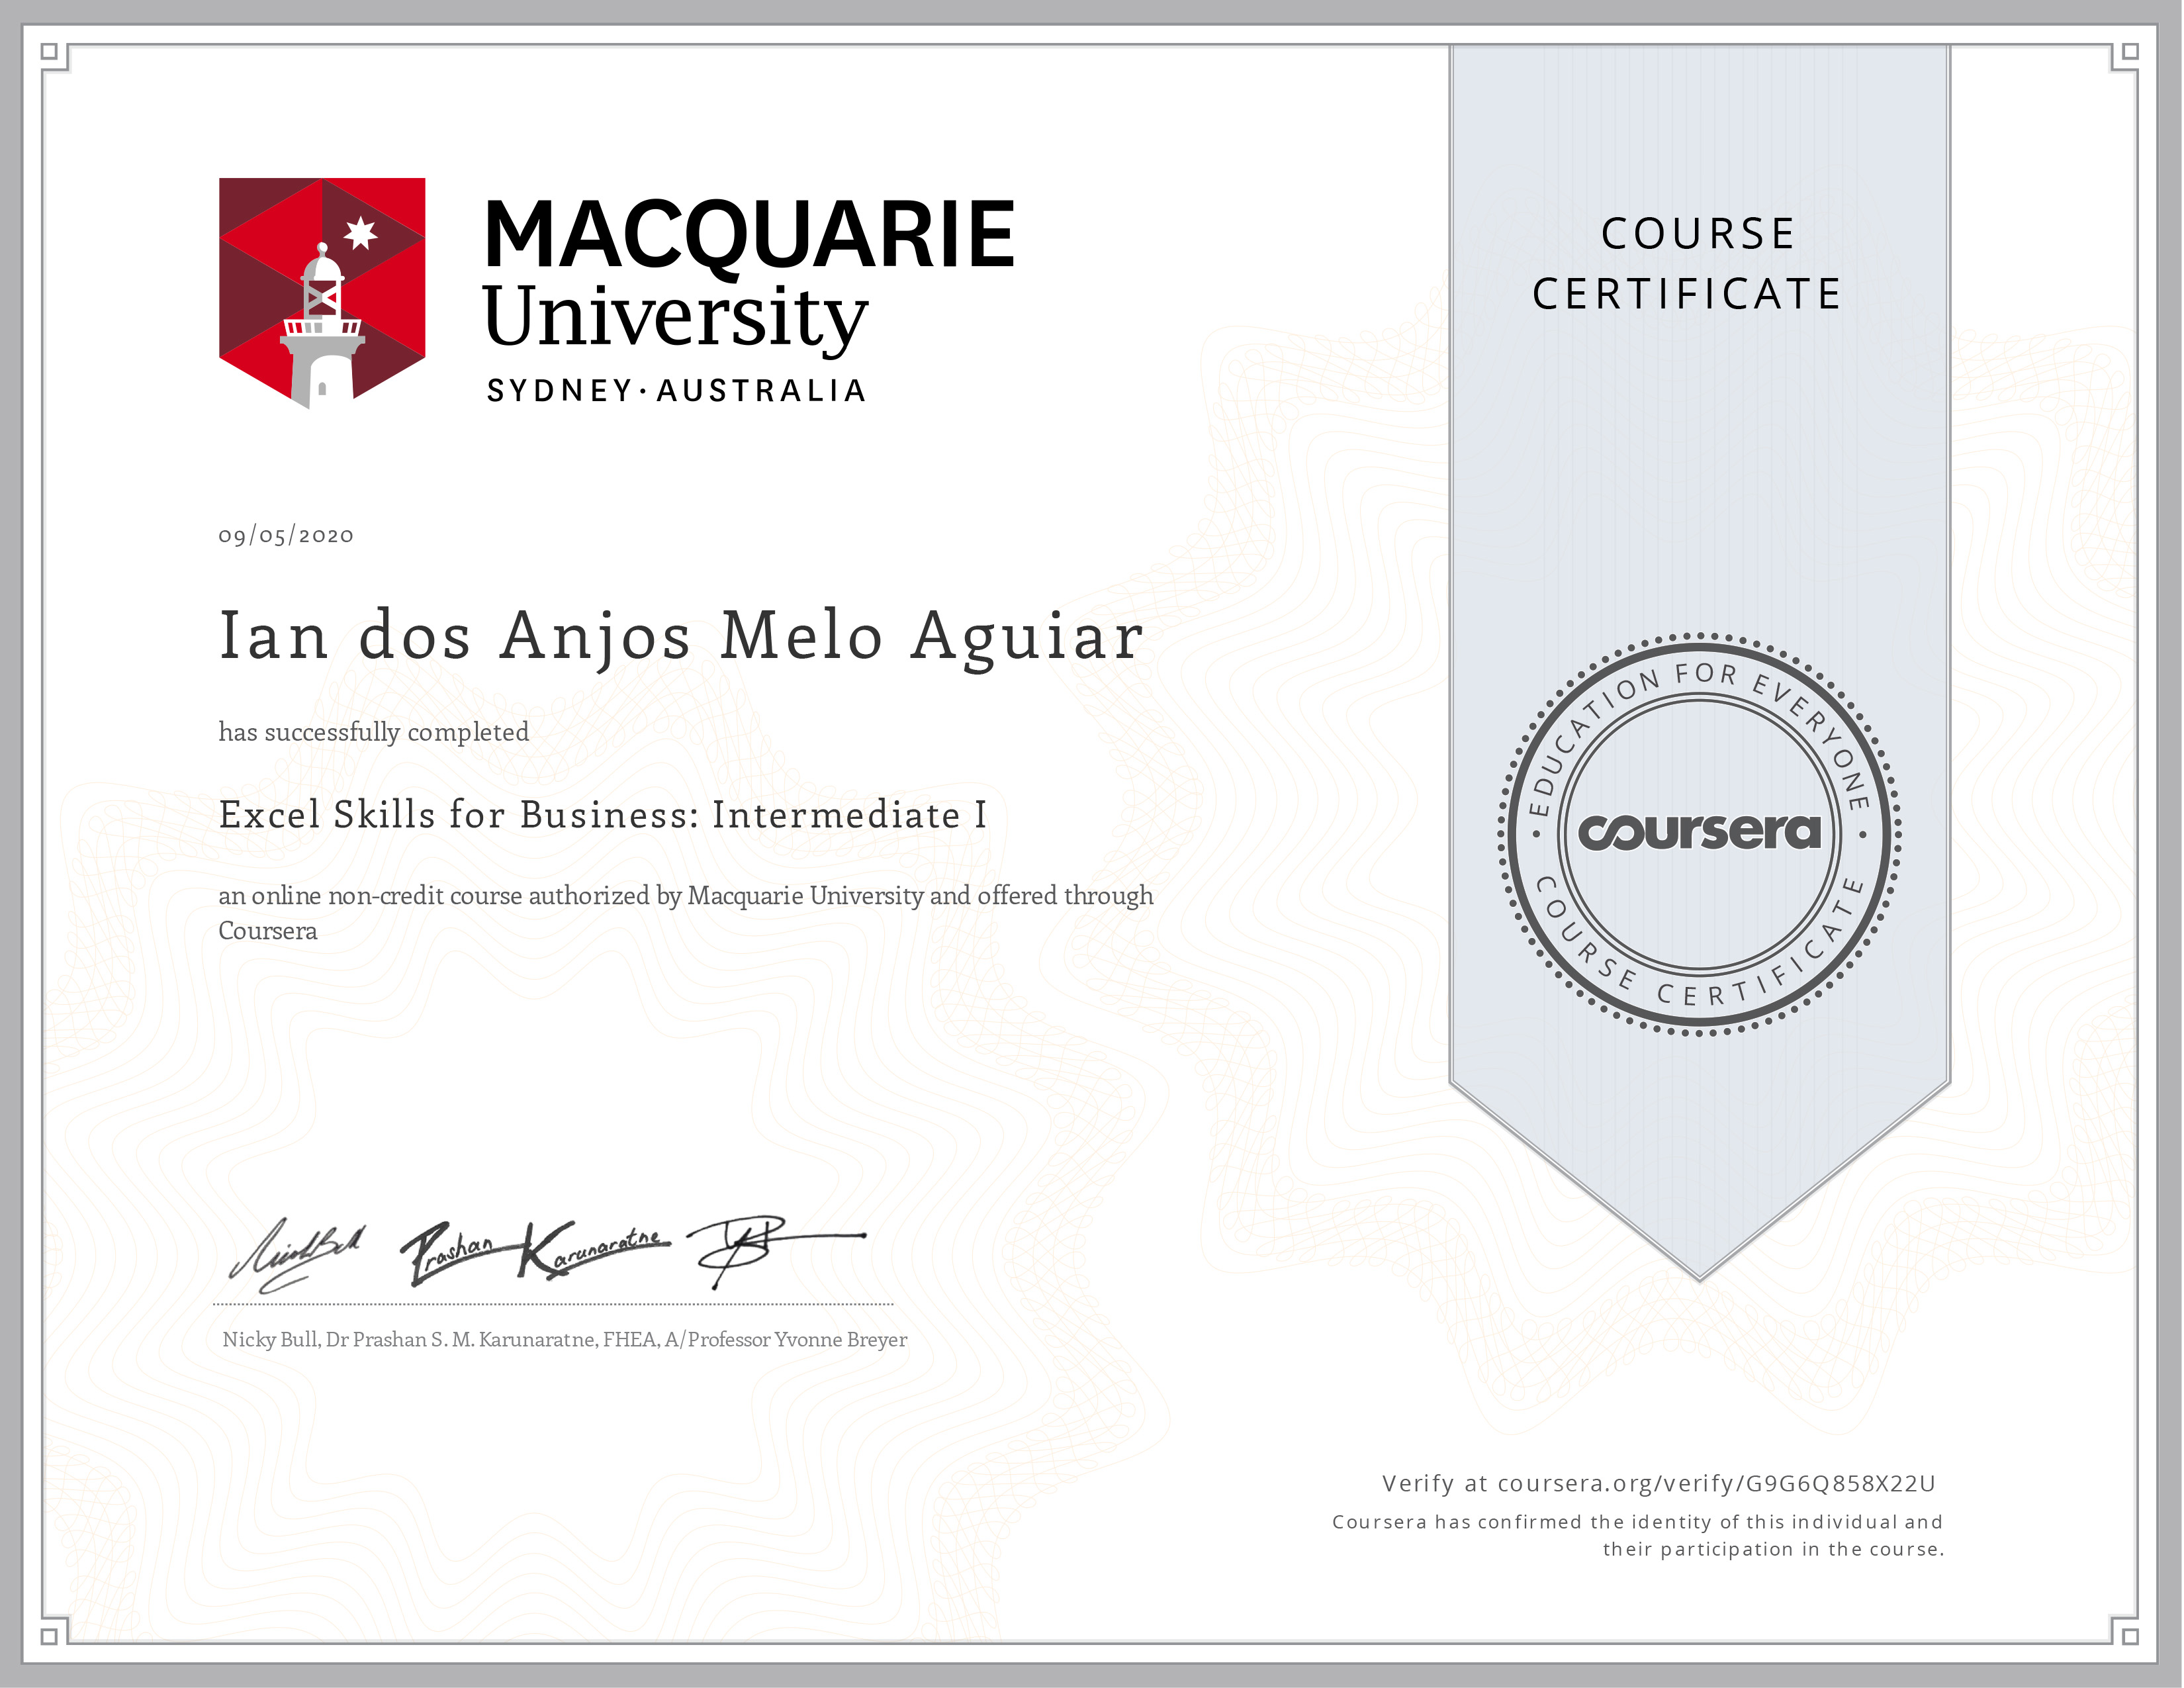 MACQUARIE
University
SYDNEY·AUSTRALIA
COURSE
CERTIFICATE
09/05/2020
Ian dos Anjos Melo Aguiar
has successfully completed
Excel Skills for Business: Intermediate I
an online non-credit course authorized by Macquarie University and offered through
Coursera
• EDUCATION FOR EVERYONE •
coursera
COURSE CERTIFICATE
Prashan Karunaratne
Nicky Bull, Dr Prashan S. M. Karunaratne, FHEA, A/Professor Yvonne Breyer
Verify at coursera.org/verify/G9G6Q858X22U
Coursera has confirmed the identity of this individual and
their participation in the course.